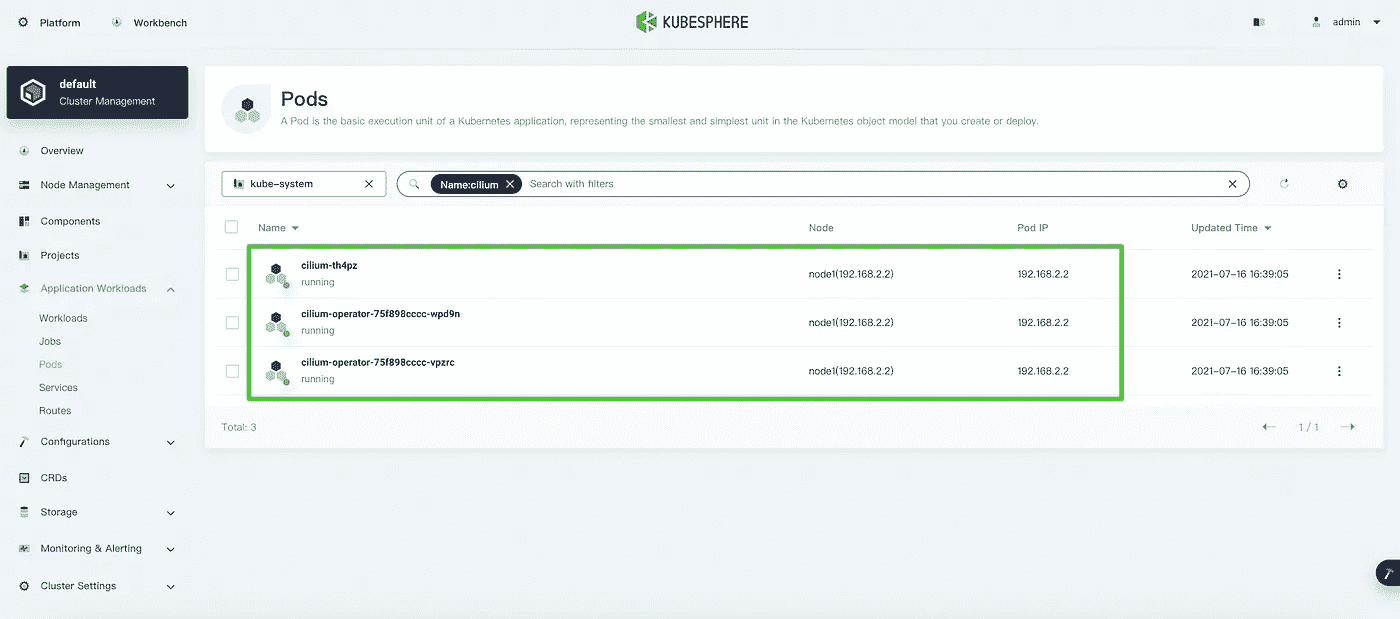 Platform
Workbench
KUBESPHERE
admin
default
Cluster Management
Overview
Node Management
Components
Projects
Application Workloads
Workloads
Jobs
Pods
Services
Routes
Configurations
CRDs
Storage
Monitoring & Alerting
Cluster Settings
Pods
A Pod is the basic execution unit of a Kubernetes application, representing the smallest and simplest unit in the Kubernetes object model that you create or deploy.
kube-system
Name:cilium Search with filters
Name Node Pod IP Updated Time
cilium-th4pz
running
node1(192.168.2.2) 192.168.2.2 2021-07-16 16:39:05
cilium-operator-75f898cccc-wpd9n
running
node1(192.168.2.2) 192.168.2.2 2021-07-16 16:39:05
cilium-operator-75f898cccc-vpzrc
running
node1(192.168.2.2) 192.168.2.2 2021-07-16 16:39:05
Total: 3
1 / 1